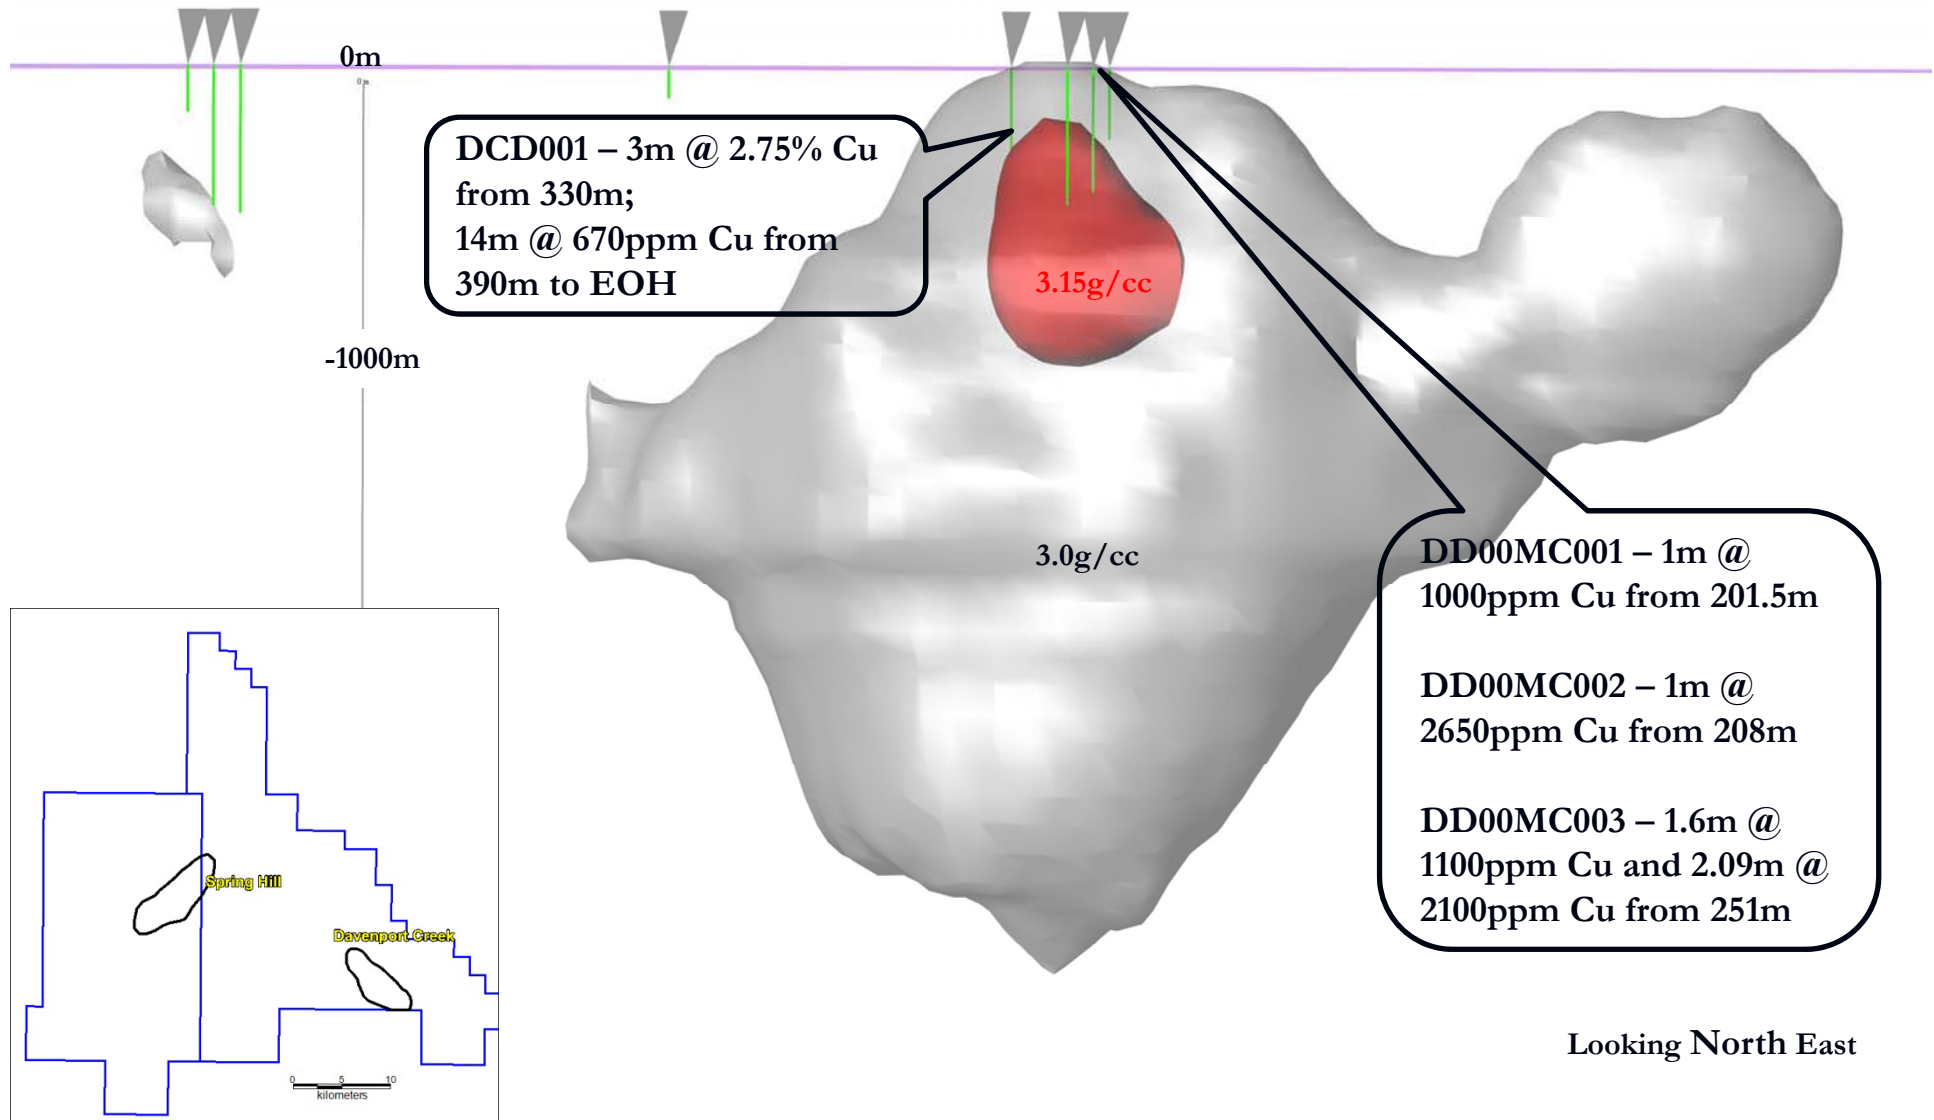 0m
0 m
DCD001 – 3m @ 2.75% Cu
from 330m;
14m @ 670ppm Cu from
390m to EOH
3.15g/cc
-1000m
3.0g/cc
DD00MC001 – 1m @
1000ppm Cu from 201.5m
DD00MC002 – 1m @
2650ppm Cu from 208m
DD00MC003 – 1.6m @
1100ppm Cu and 2.09m @
2100ppm Cu from 251m
Spring Hill
Davenport Creek
0 5 10
kilometers
Looking North East